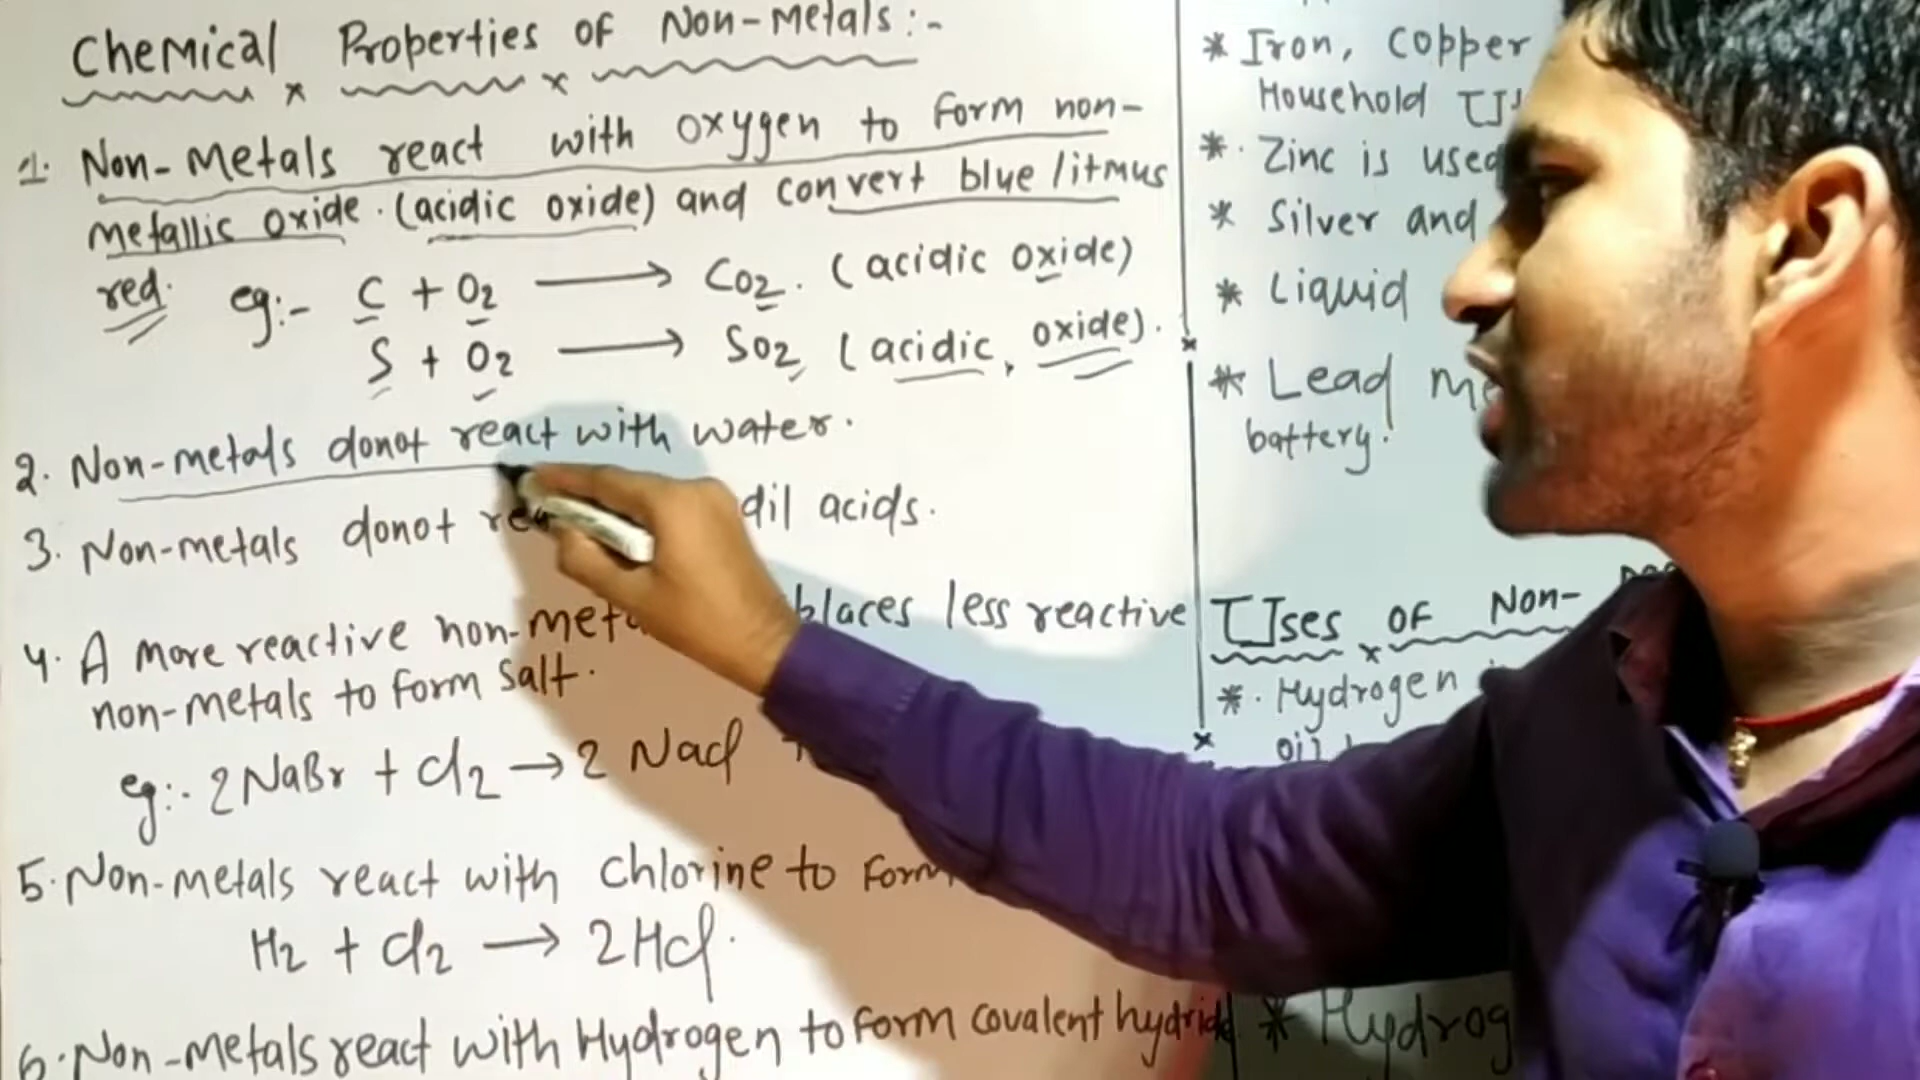 Chemical Properties of Non-Metals:-
1. Non-Metals react with oxygen to form non-
metallic oxide. (acidic oxide) and convert blue litmus
red. eg:- C + O2 → CO2. (acidic oxide)
S + O2 → SO2 (acidic oxide).
2. Non-metals donot react with water.
3. Non-metals donot dil acids.
4. A more reactive less reactive
non-metals to form salt.
eg:- 2NaBr + Cl2 → 2 NaCl
5. Non-metals react with chlorine to form
H2 + Cl2 → 2HCl.
6. Non-metals react with Hydrogen to form covalent hydride
* Iron, Copper
Household
* Zinc is used
* Silver and
* Liquid
* Lead
battery.
Uses of Non-
* Hydrogen
oil
*